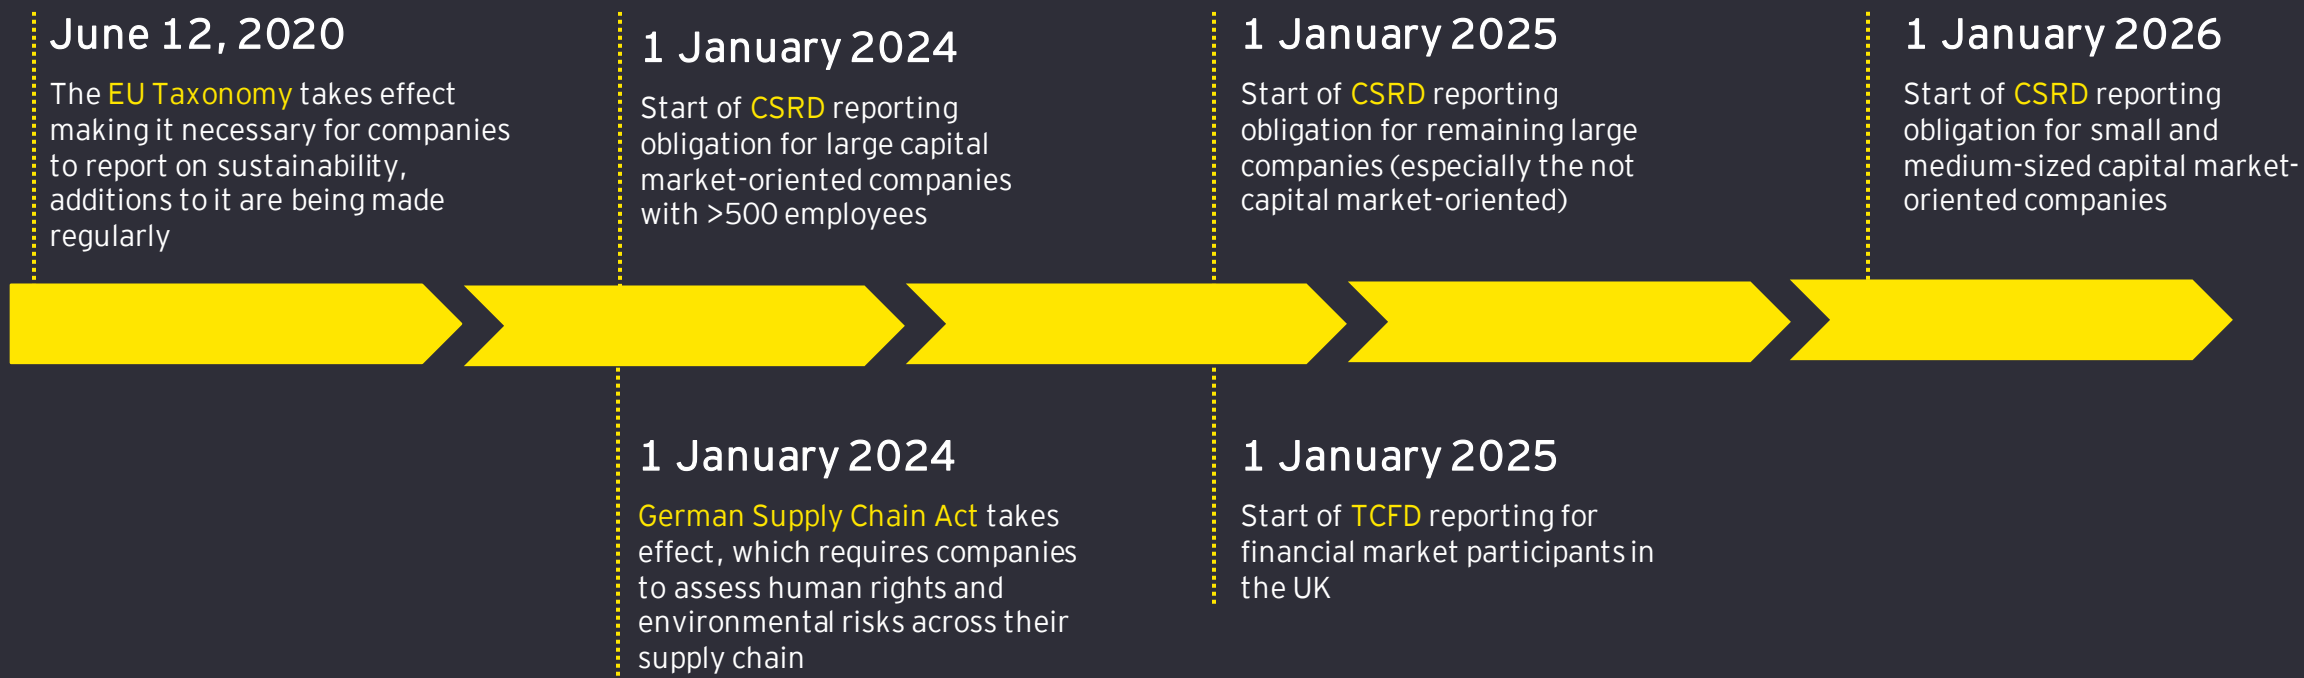 June 12, 2020
The EU Taxonomy takes effect
making it necessary for companies
to report on sustainability,
additions to it are being made
regularly
1 January 2024
Start of CSRD reporting
obligation for large capital
market-oriented companies
with >500 employees
1 January 2025
Start of CSRD reporting
obligation for remaining large
companies (especially the not
capital market-oriented)
1 January 2026
Start of CSRD reporting
obligation for small and
medium-sized capital market-
oriented companies
1 January 2024
German Supply Chain Act takes
effect, which requires companies
to assess human rights and
environmental risks across their
supply chain
1 January 2025
Start of TCFD reporting for
financial market participants in
the UK